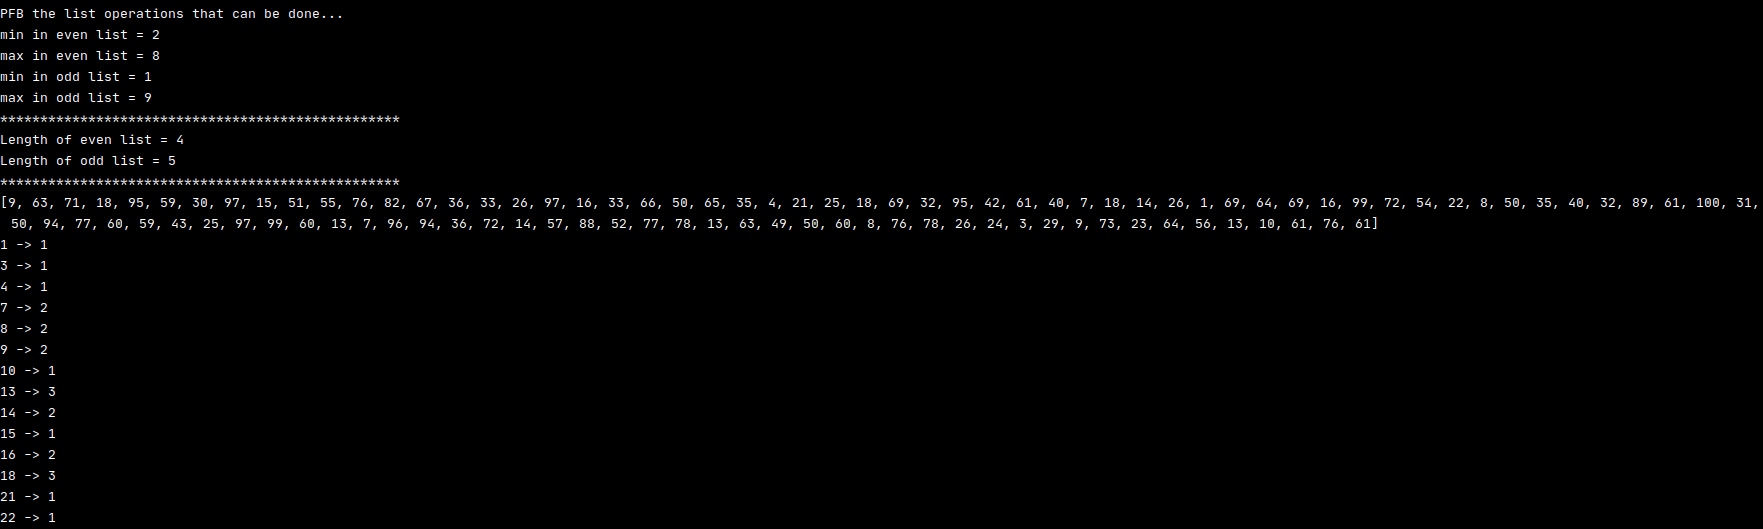 PFB the list operations that can be done...
min in even list = 2
max in even list = 8
min in odd list = 1
max in odd list = 9
**************************************************
Length of even list = 4
Length of odd list = 5
**************************************************
[9, 63, 71, 18, 95, 59, 30, 97, 15, 51, 55, 76, 82, 67, 36, 33, 26, 97, 16, 33, 66, 50, 65, 35, 4, 21, 25, 18, 69, 32, 95, 42, 61, 40, 7, 18, 14, 26, 1, 69, 64, 69, 16, 99, 72, 54, 22, 8, 50, 35, 40, 32, 89, 61, 100, 31,
50, 94, 77, 60, 59, 43, 25, 97, 99, 60, 13, 7, 96, 94, 36, 72, 14, 57, 88, 52, 77, 78, 13, 63, 49, 50, 60, 8, 76, 78, 26, 24, 3, 29, 9, 73, 23, 64, 56, 13, 10, 61, 76, 61]
1 -> 1
3 -> 1
4 -> 1
7 -> 2
8 -> 2
9 -> 2
10 -> 1
13 -> 3
14 -> 2
15 -> 1
16 -> 2
18 -> 3
21 -> 1
22 -> 1